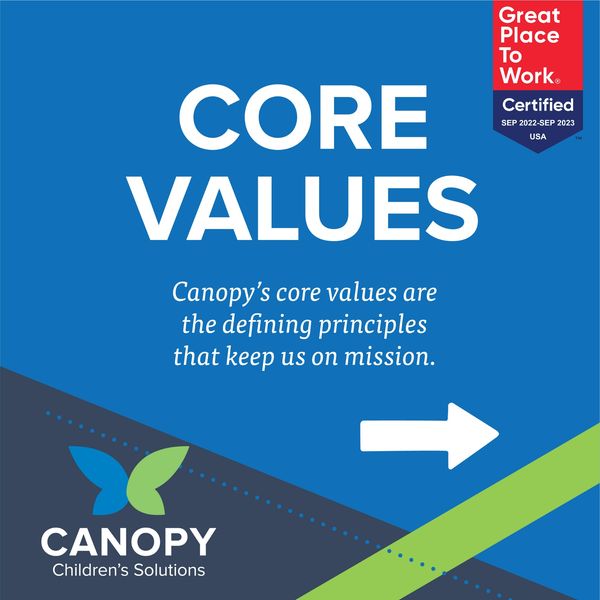 Great
Place
To
Work®
Certified
SEP 2022-SEP 2023
USA
™
CORE
VALUES
Canopy's core values are
the defining principles
that keep us on mission.
CANOPY
Children's Solutions